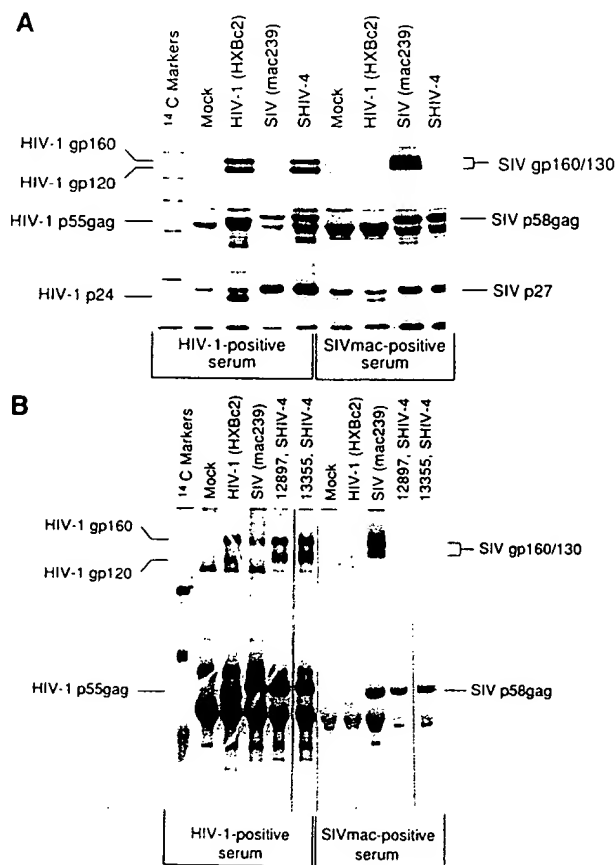 A
14 C Markers
Mock
HIV-1 (HXBc2)
SIV (mac239)
SHIV-4
Mock
HIV-1 (HXBc2)
SIV (mac239)
SHIV-4
HIV-1 gp160
HIV-1 gp120
HIV-1 p55gag
HIV-1 p24
SIV gp160/130
SIV p58gag
SIV p27
HIV-1-positive
serum
SIVmac-positive
serum
B
14 C Markers
Mock
HIV-1 (HXBc2)
SIV (mac239)
12897, SHIV-4
13355, SHIV-4
Mock
HIV-1 (HXBc2)
SIV (mac239)
12897, SHIV-4
13355, SHIV-4
HIV-1 gp160
HIV-1 gp120
HIV-1 p55gag
SIV gp160/130
SIV p58gag
HIV-1-positive
serum
SIVmac-positive
serum